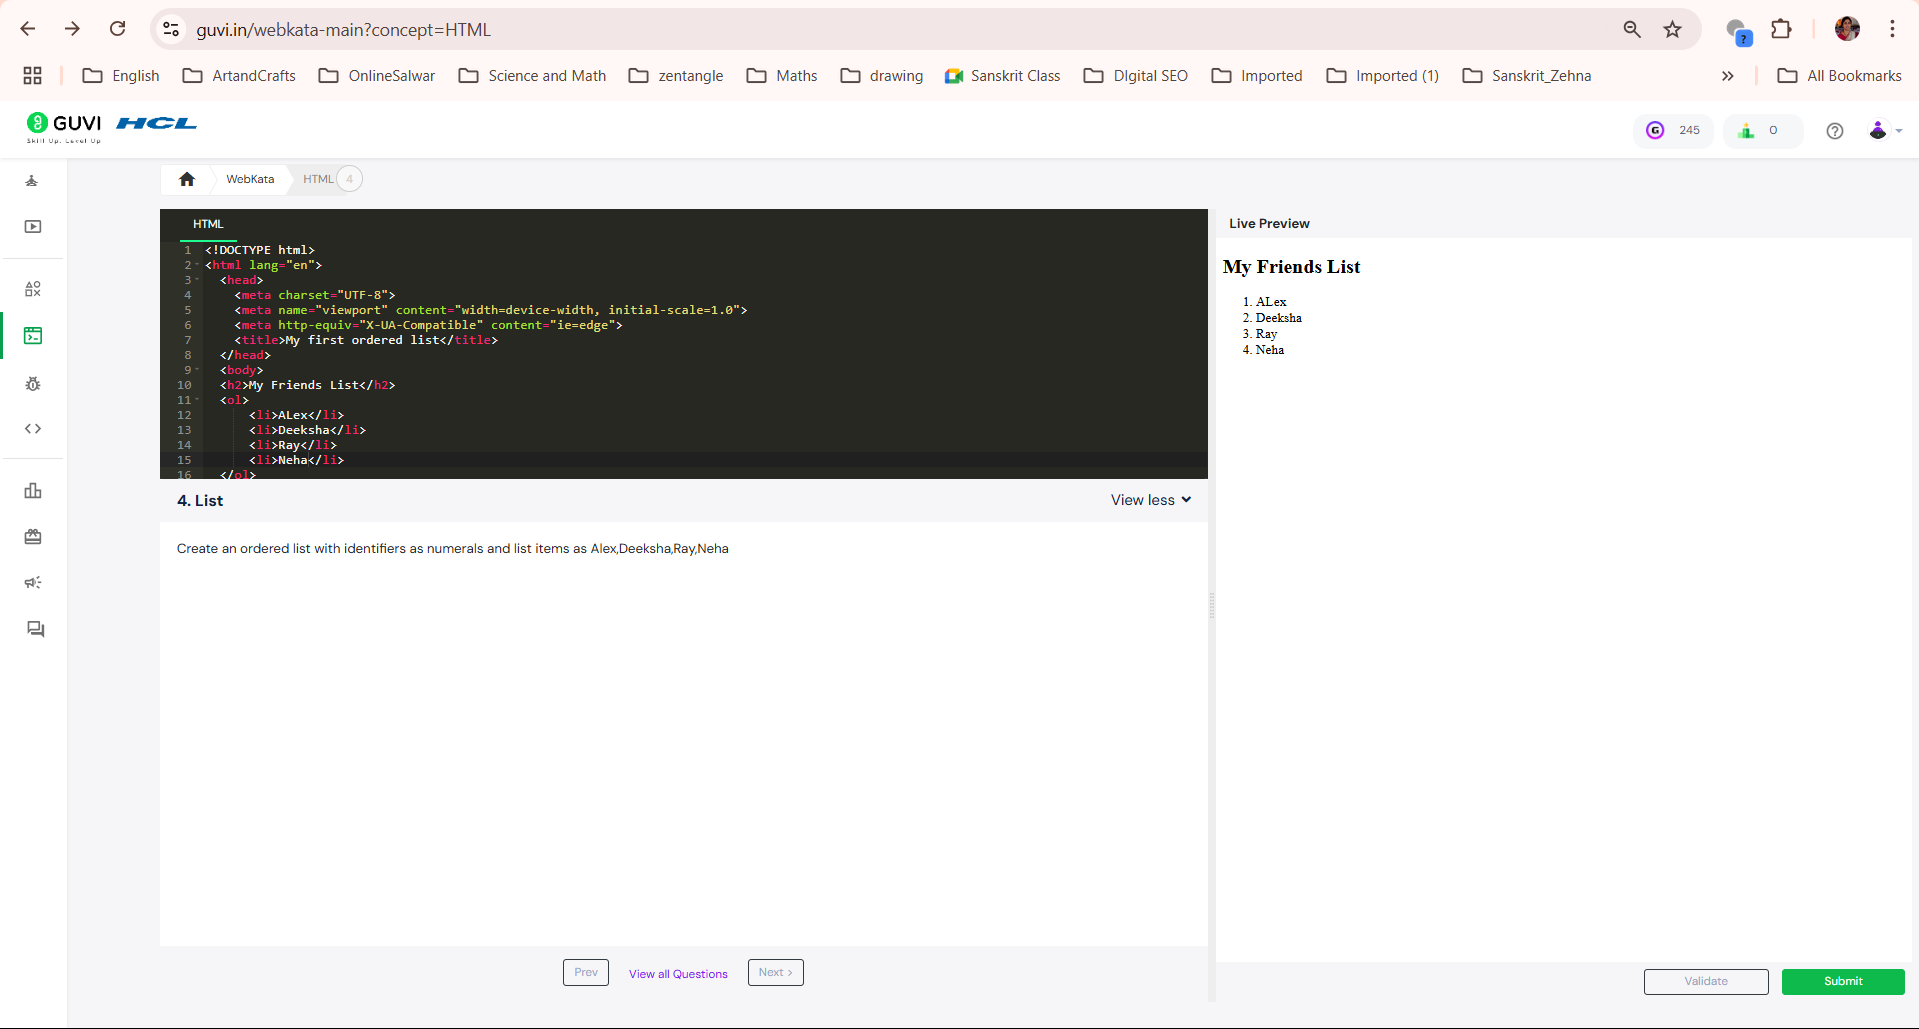 guvi.in/webkata-main?concept=HTML
English ArtandCrafts OnlineSalwar Science and Math zentangle Maths drawing Sanskrit Class DIgital SEO Imported Imported (1) Sanskrit_Zehna » All Bookmarks
GUVI HCL
Skill Up. Level Up
G 245 0
WebKata HTML 4
HTML
1 <!DOCTYPE html>
2 <html lang="en">
3 <head>
4 <meta charset="UTF-8">
5 <meta name="viewport" content="width=device-width, initial-scale=1.0">
6 <meta http-equiv="X-UA-Compatible" content="ie=edge">
7 <title>My first ordered list</title>
8 </head>
9 <body>
10 <h2>My Friends List</h2>
11 <ol>
12 <li>ALex</li>
13 <li>Deeksha</li>
14 <li>Ray</li>
15 <li>Neha</li>
16 </ol>
4. List
View less
Create an ordered list with identifiers as numerals and list items as Alex,Deeksha,Ray,Neha
Prev View all Questions Next >
Live Preview
My Friends List
1. ALex
2. Deeksha
3. Ray
4. Neha
Validate Submit